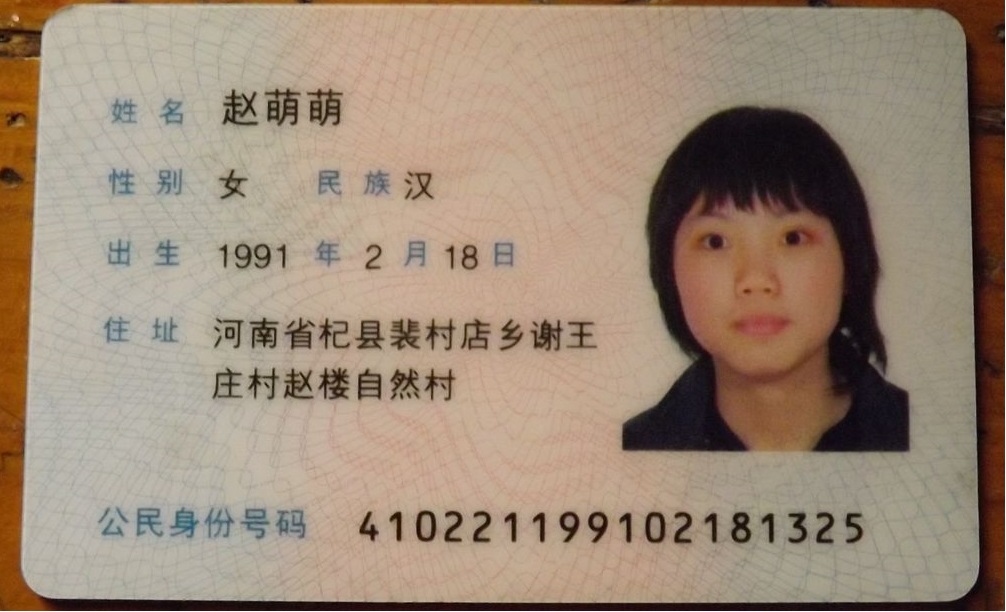 姓名 赵萌萌
性别 女 民族 汉
出生 1991 年 2 月 18 日
住址 河南省杞县裴村店乡谢王
庄村赵楼自然村
公民身份号码 410221199102181325